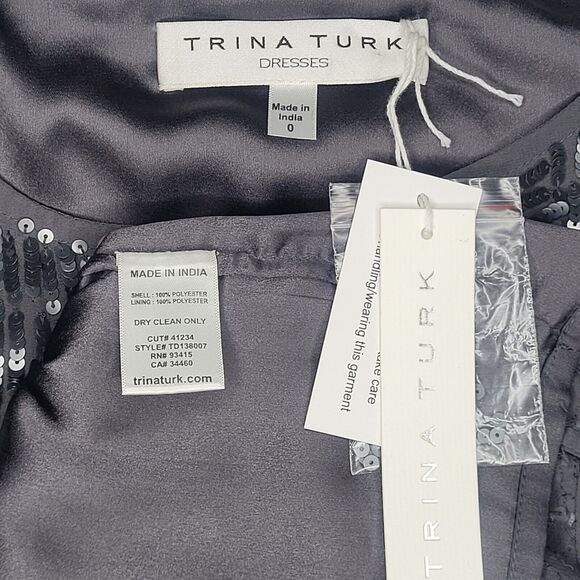 TRINA TURK
DRESSES
Made in
India
0
MADE IN INDIA
SHELL : 100% POLYESTER
LINING : 100% POLYESTER
DRY CLEAN ONLY
CUT# 41234
STYLE# TD138007
RN# 93415
CA# 34460
trinaturk.com
take care
handling/wearing this garment
TRINA TURK